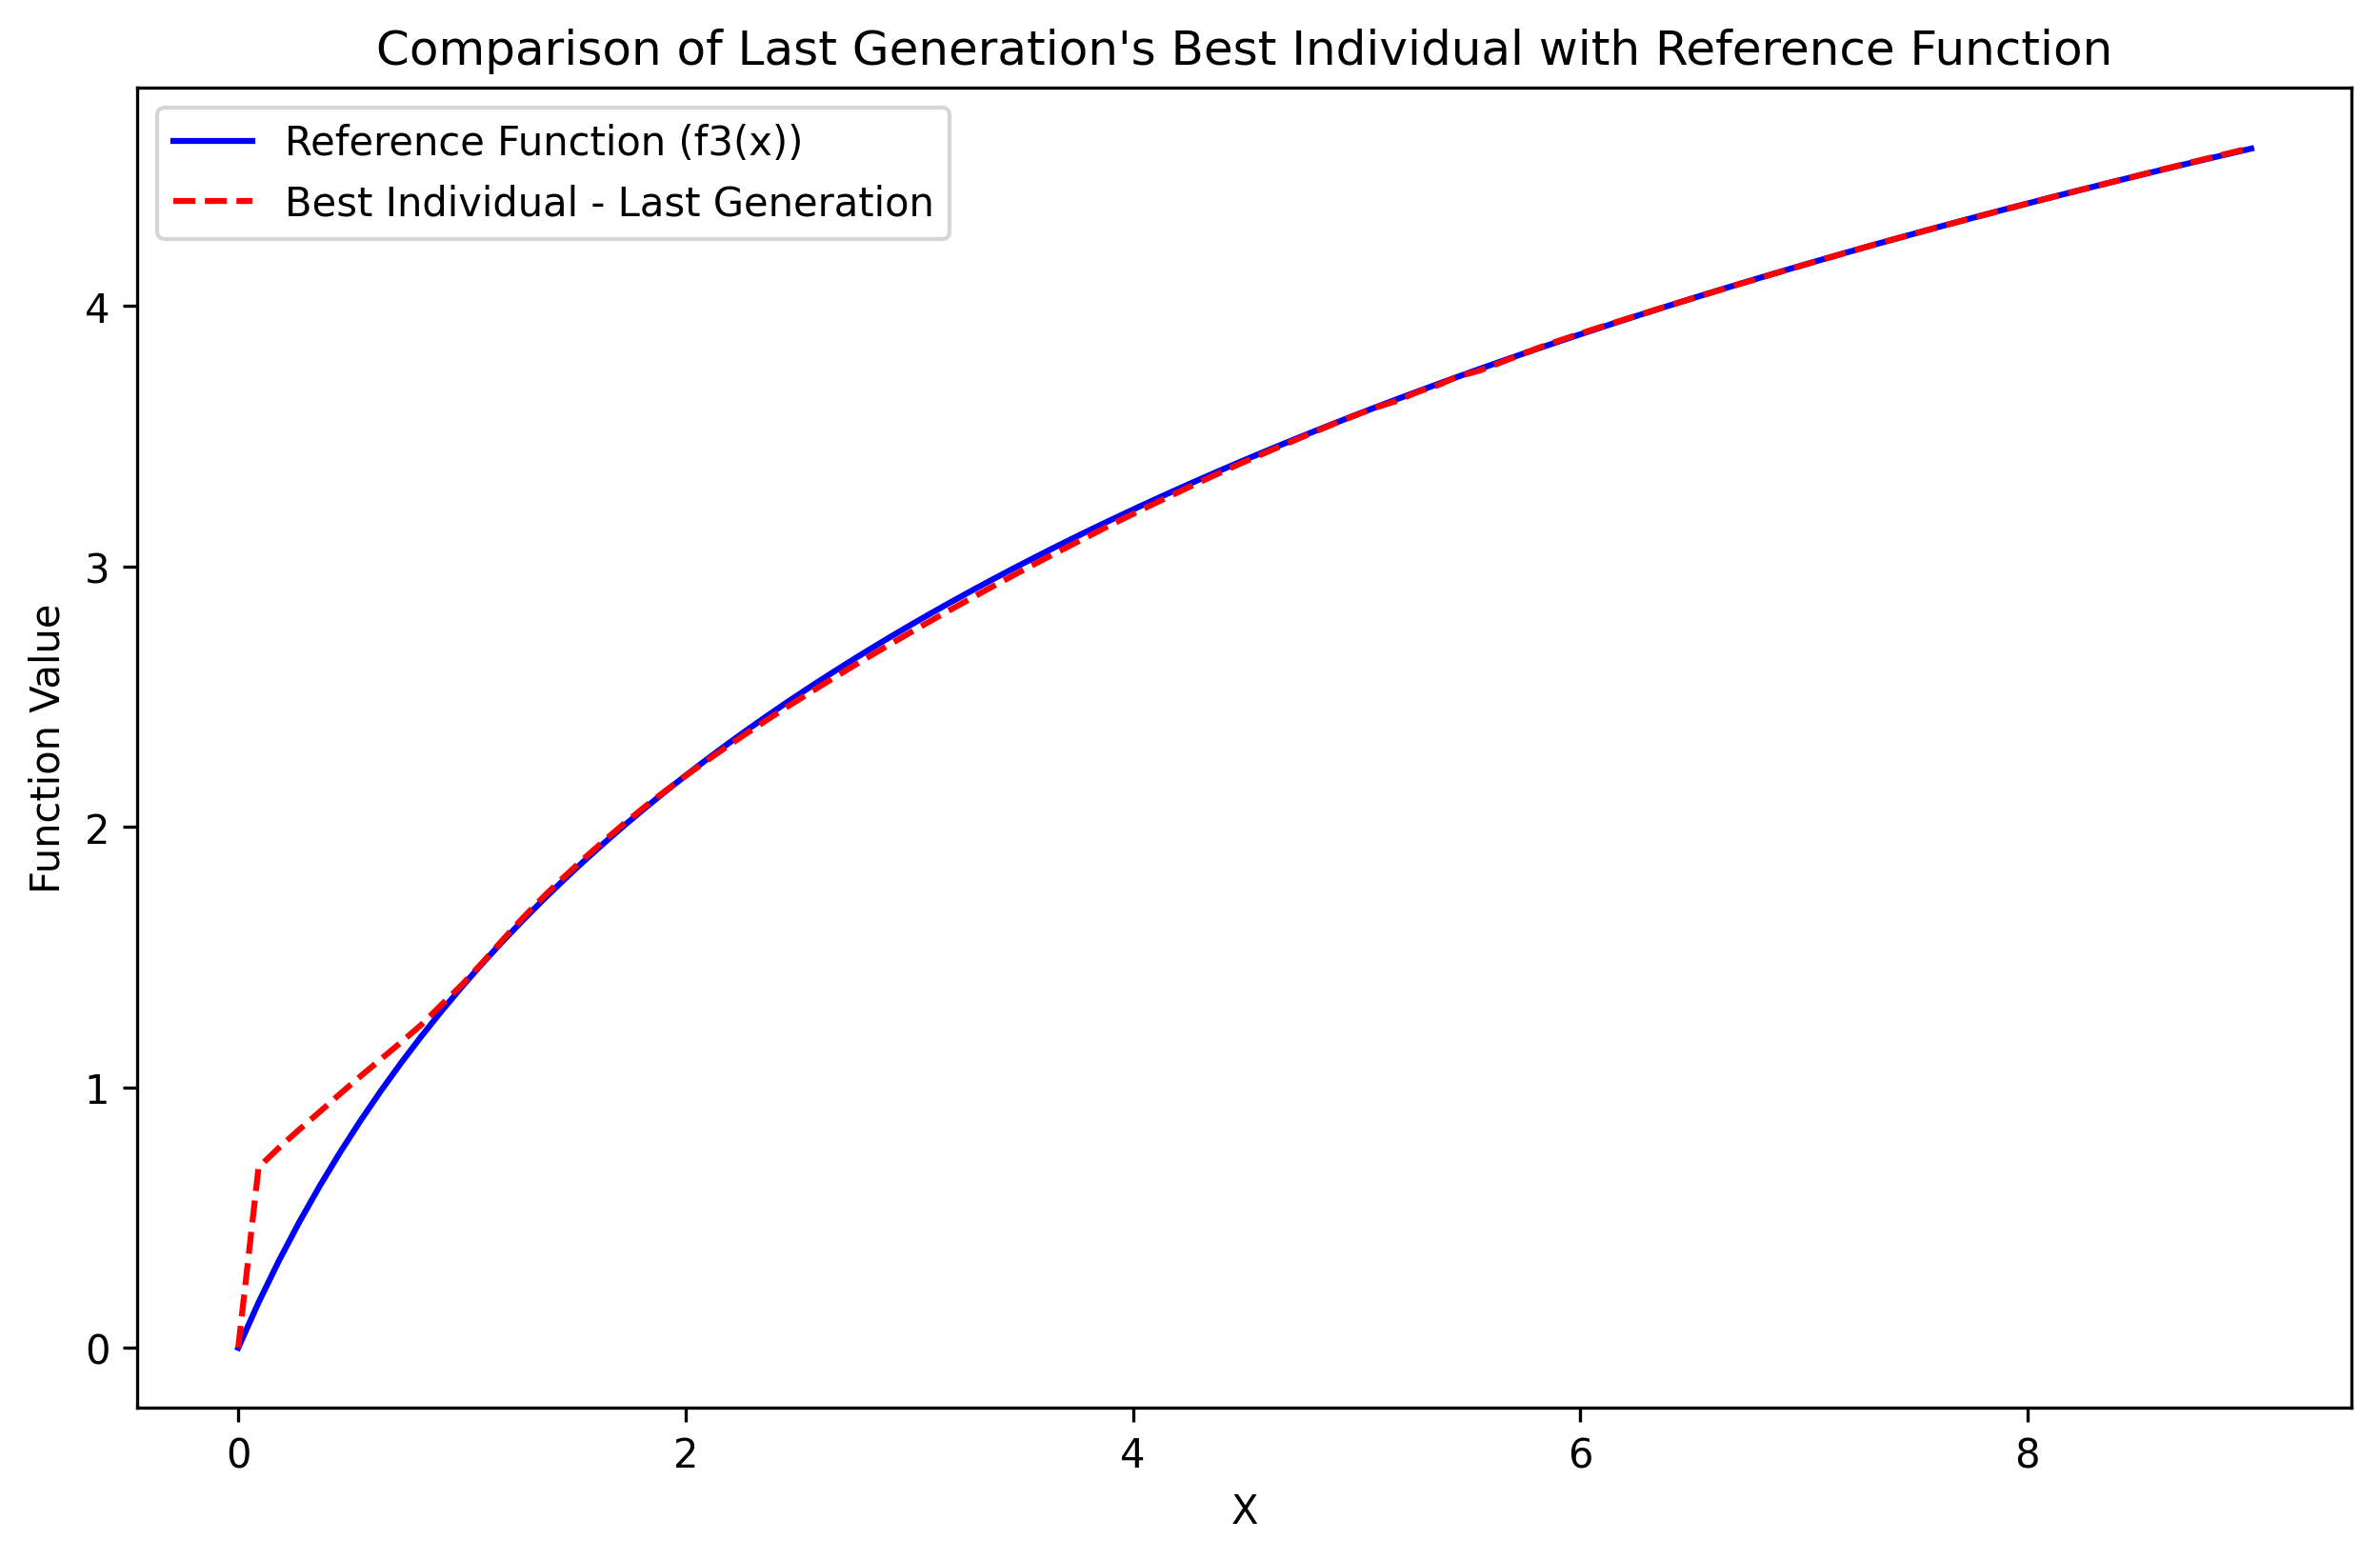 Comparison of Last Generation's Best Individual with Reference Function
Reference Function (f3(x))
Best Individual - Last Generation
Function Value
4
3
2
1
0
0 2 4 6 8
X